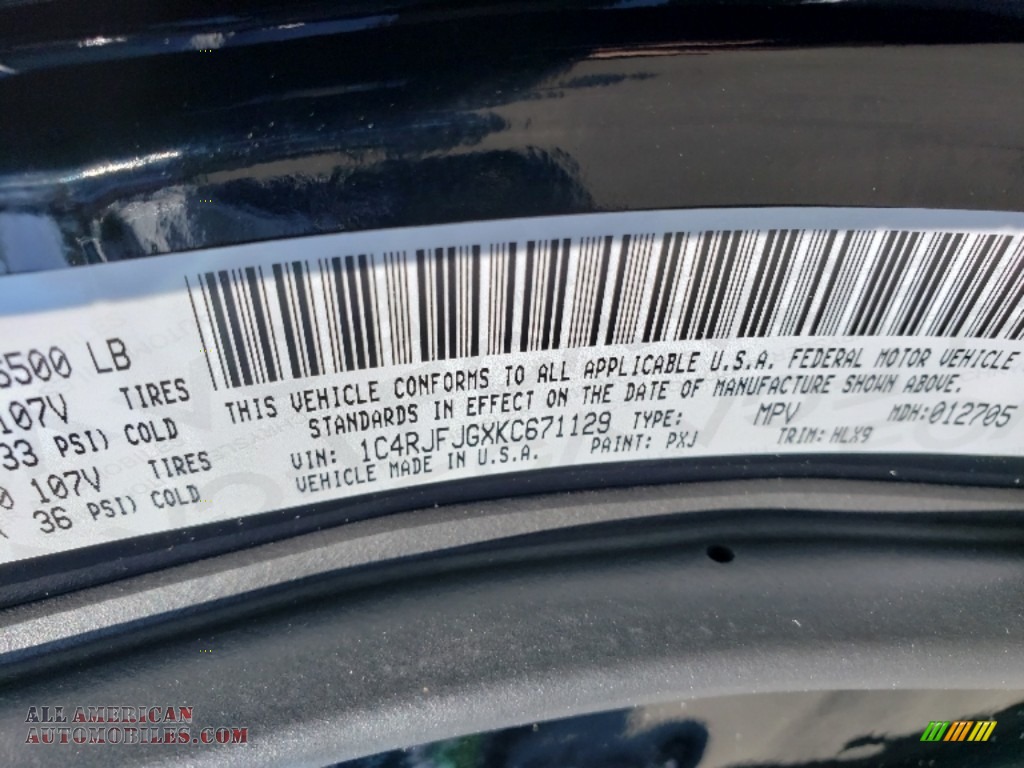 500 LB
107V TIRES
33 PSI) COLD
107V TIRES
36 PSI) COLD
THIS VEHICLE CONFORMS TO ALL APPLICABLE U.S.A. FEDERAL MOTOR VEHICLE
STANDARDS IN EFFECT ON THE DATE OF MANUFACTURE SHOWN ABOVE.
VIN: 1C4RJFJGXKC671129 TYPE: MPV MDH:012705
VEHICLE MADE IN U.S.A. PAINT: PXJ TRIM: HLX9
ALL AMERICAN
AUTOMOBILES.COM